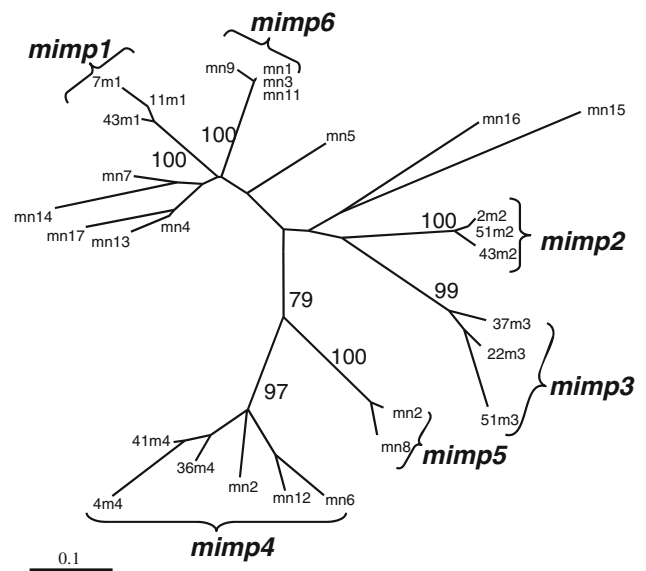 mimp6
mimp1
mn9
mn1
mn3
mn11
7m1
11m1
43m1
100
100
mn5
mn16
mn15
mn7
mn14
mn17
mn13
mn4
100
2m2
51m2
43m2
mimp2
79
99
37m3
22m3
51m3
mimp3
100
97
mn2
mn8
mimp5
41m4
36m4
4m4
mn2
mn12
mn6
mimp4
0.1